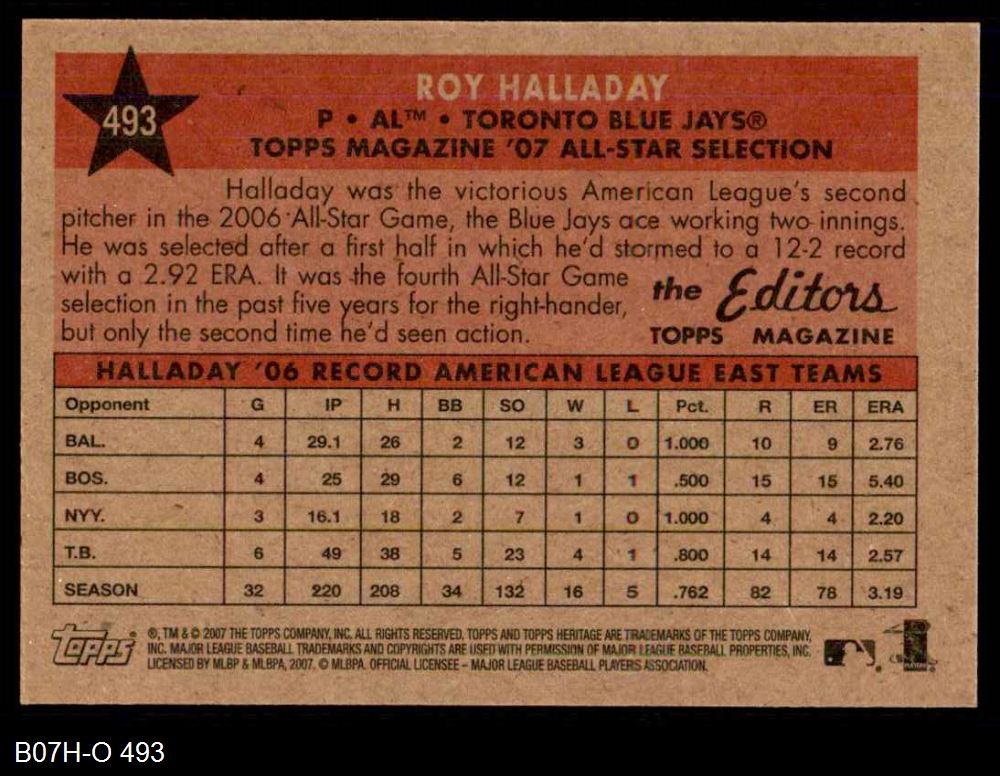 493
ROY HALLADAY
P • AL™ • TORONTO BLUE JAYS®
TOPPS MAGAZINE '07 ALL-STAR SELECTION
Halladay was the victorious American League's second
pitcher in the 2006 All-Star Game, the Blue Jays ace working two innings.
He was selected after a first half in which he'd stormed to a 12-2 record
with a 2.92 ERA. It was the fourth All-Star Game
selection in the past five years for the right-hander,
but only the second time he'd seen action.
the Editors
TOPPS MAGAZINE
HALLADAY '06 RECORD AMERICAN LEAGUE EAST TEAMS
Opponent G IP H BB SO W L Pct. R ER ERA
BAL. 4 29.1 26 2 12 3 0 1.000 10 9 2.76
BOS. 4 25 29 6 12 1 1 .500 15 15 5.40
NYY. 3 16.1 18 2 7 1 0 1.000 4 4 2.20
T.B. 6 49 38 5 23 4 1 .800 14 14 2.57
SEASON 32 220 208 34 132 16 5 .762 82 78 3.19
Topps®
®, TM & © 2007 THE TOPPS COMPANY, INC. ALL RIGHTS RESERVED. TOPPS AND TOPPS HERITAGE ARE TRADEMARKS OF THE TOPPS COMPANY,
INC. MAJOR LEAGUE BASEBALL TRADEMARKS AND COPYRIGHTS ARE USED WITH PERMISSION OF MAJOR LEAGUE BASEBALL PROPERTIES, INC.
LICENSED BY MLBP & MLBPA, 2007. © MLBPA. OFFICIAL LICENSEE – MAJOR LEAGUE BASEBALL PLAYERS ASSOCIATION.
B07H-O 493